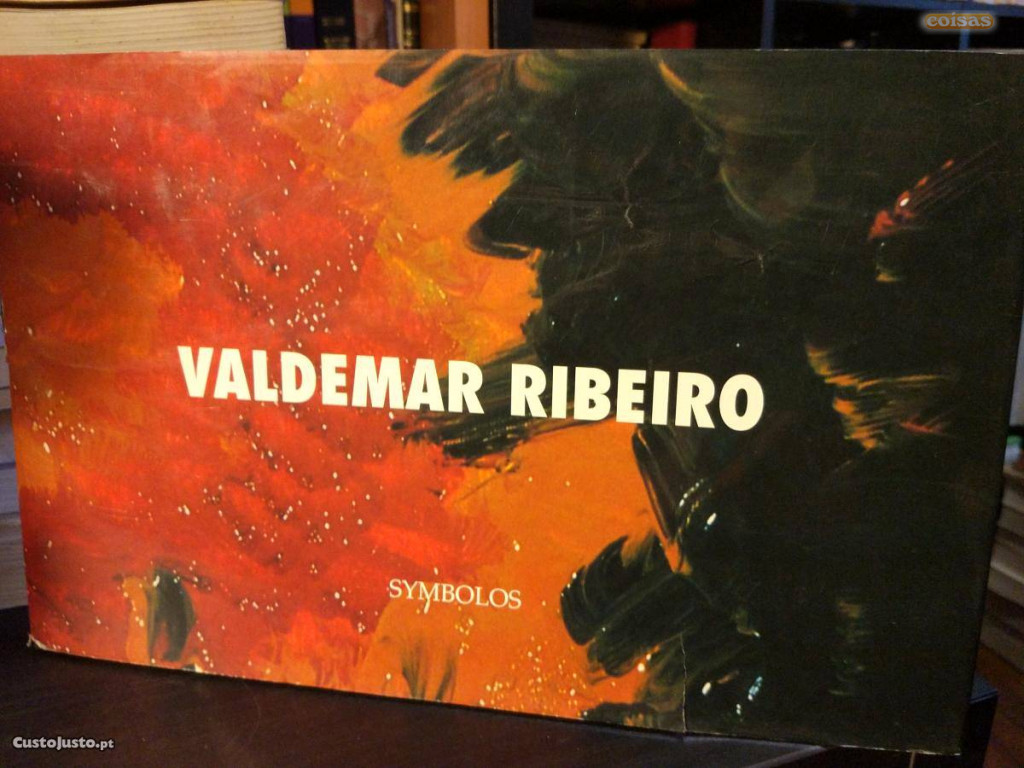 coisas
VALDEMAR RIBEIRO
SYMBOLOS
CustoJusto.pt